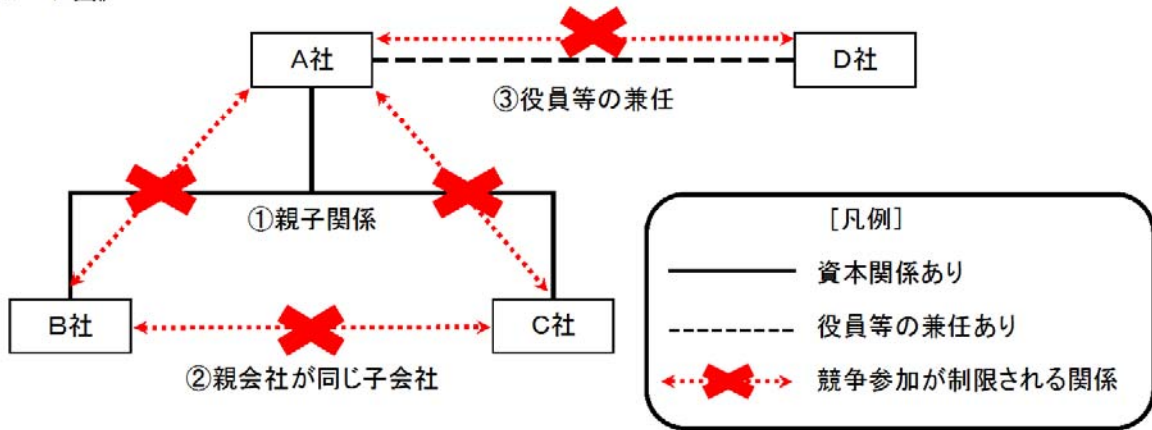 A社
D社
③役員等の兼任
①親子関係
B社
C社
②親会社が同じ子会社
［凡例］
資本関係あり
役員等の兼任あり
競争参加が制限される関係